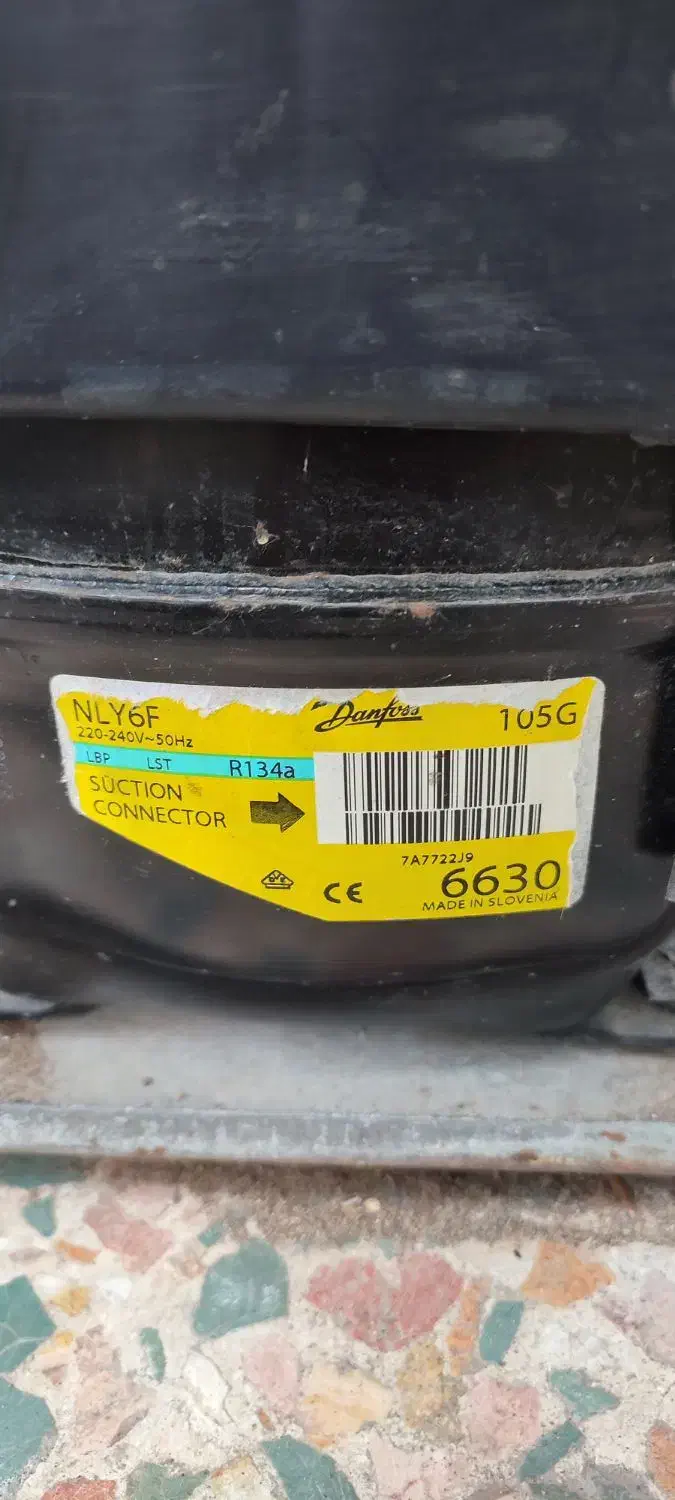 NLY6F
220-240V~50Hz
LBP LST R134a
SUCTION
CONNECTOR
Danfoss
105G
7A7722J9
CE
6630
MADE IN SLOVENIA